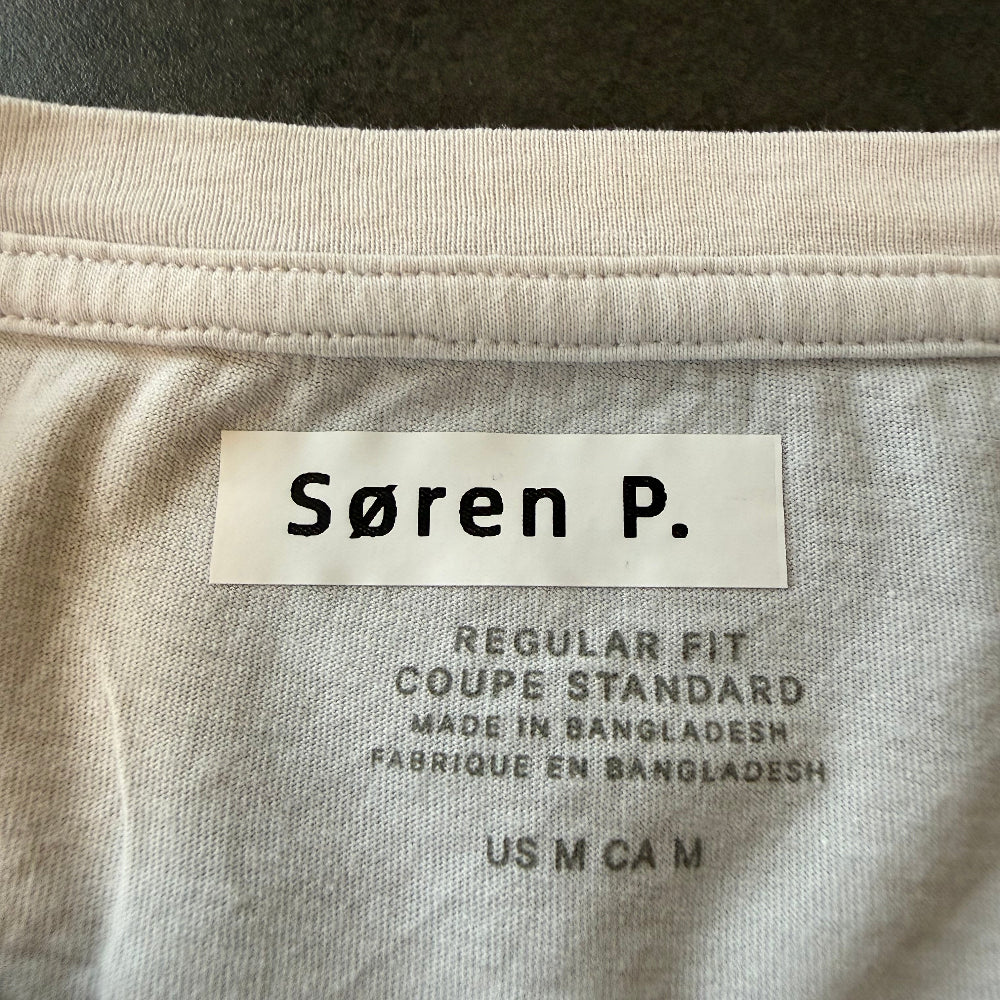 Søren P.
REGULAR FIT
COUPE STANDARD
MADE IN BANGLADESH
FABRIQUE EN BANGLADESH
US M CA M